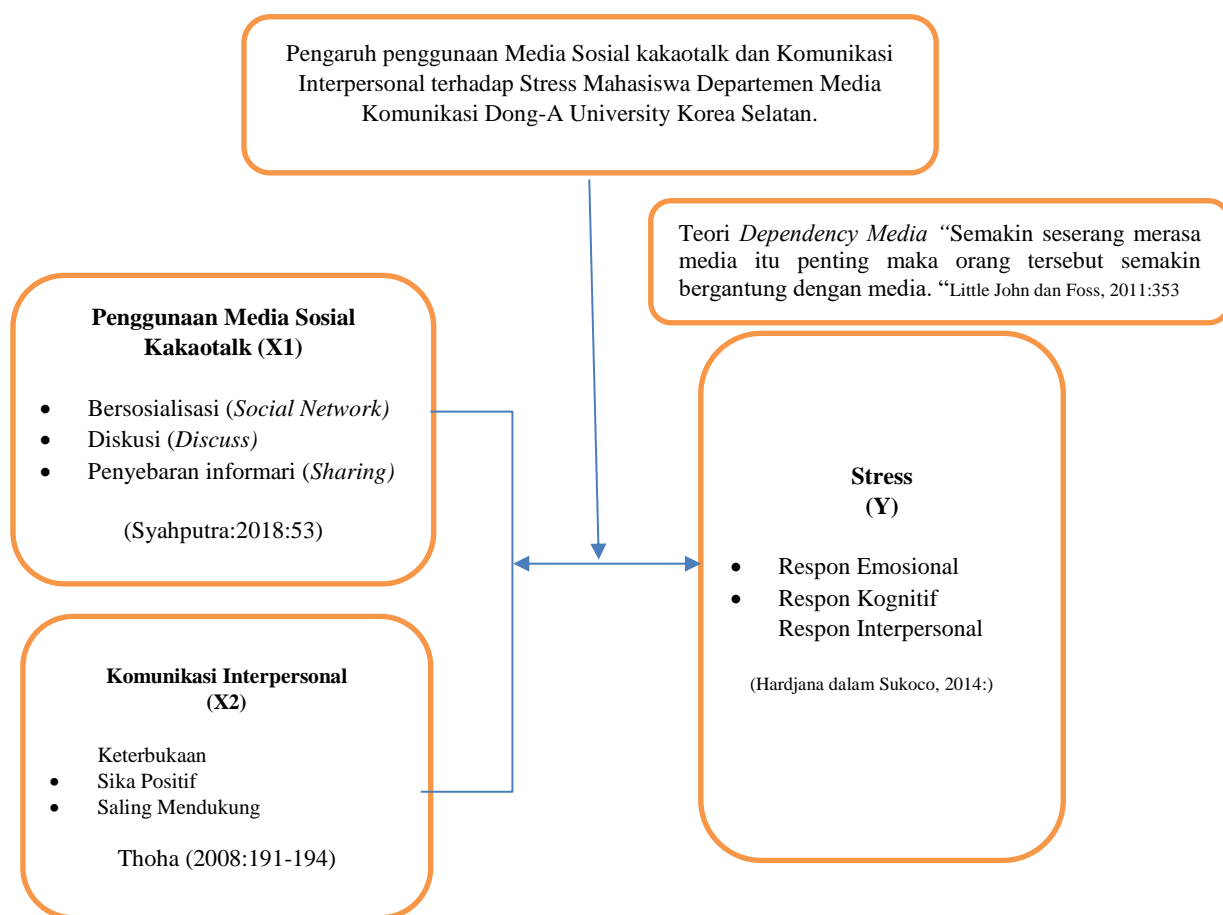 Pengaruh penggunaan Media Sosial kakaotalk dan Komunikasi
Interpersonal terhadap Stress Mahasiswa Departemen Media
Komunikasi Dong-A University Korea Selatan.
Teori Dependency Media “Semakin seserang merasa
media itu penting maka orang tersebut semakin
bergantung dengan media. “Little John dan Foss, 2011:353
Penggunaan Media Sosial
Kakaotalk (X1)
• Bersosialisasi (Social Network)
• Diskusi (Discuss)
• Penyebaran informari (Sharing)
(Syahputra:2018:53)
Komunikasi Interpersonal
(X2)
Keterbukaan
• Sika Positif
• Saling Mendukung
Thoha (2008:191-194)
Stress
(Y)
• Respon Emosional
• Respon Kognitif
Respon Interpersonal
(Hardjana dalam Sukoco, 2014:)